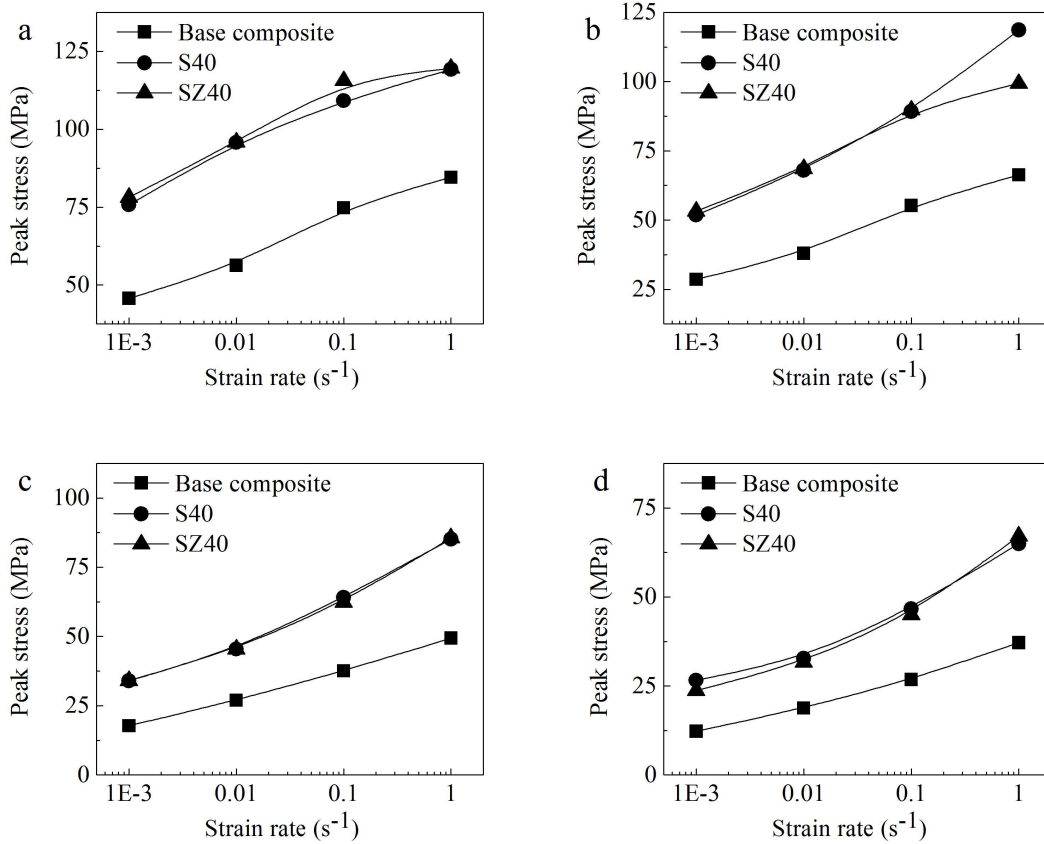 a
Base composite
S40
SZ40
125
100
75
50
Peak stress (MPa)
1E-3 0.01 0.1 1
Strain rate (s⁻¹)
b
Base composite
S40
SZ40
125
100
75
50
25
Peak stress (MPa)
1E-3 0.01 0.1 1
Strain rate (s⁻¹)
c
Base composite
S40
SZ40
100
75
50
25
0
Peak stress (MPa)
1E-3 0.01 0.1 1
Strain rate (s⁻¹)
d
Base composite
S40
SZ40
75
50
25
0
Peak stress (MPa)
1E-3 0.01 0.1 1
Strain rate (s⁻¹)